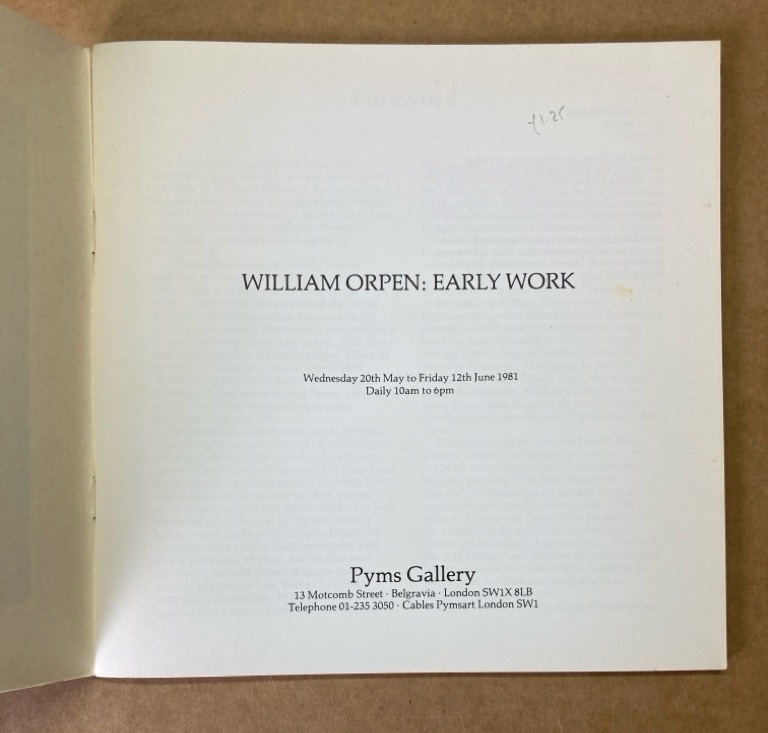 £1.25
WILLIAM ORPEN: EARLY WORK
Wednesday 20th May to Friday 12th June 1981
Daily 10am to 6pm
Pyms Gallery
13 Motcomb Street · Belgravia · London SW1X 8LB
Telephone 01-235 3050 · Cables Pymsart London SW1